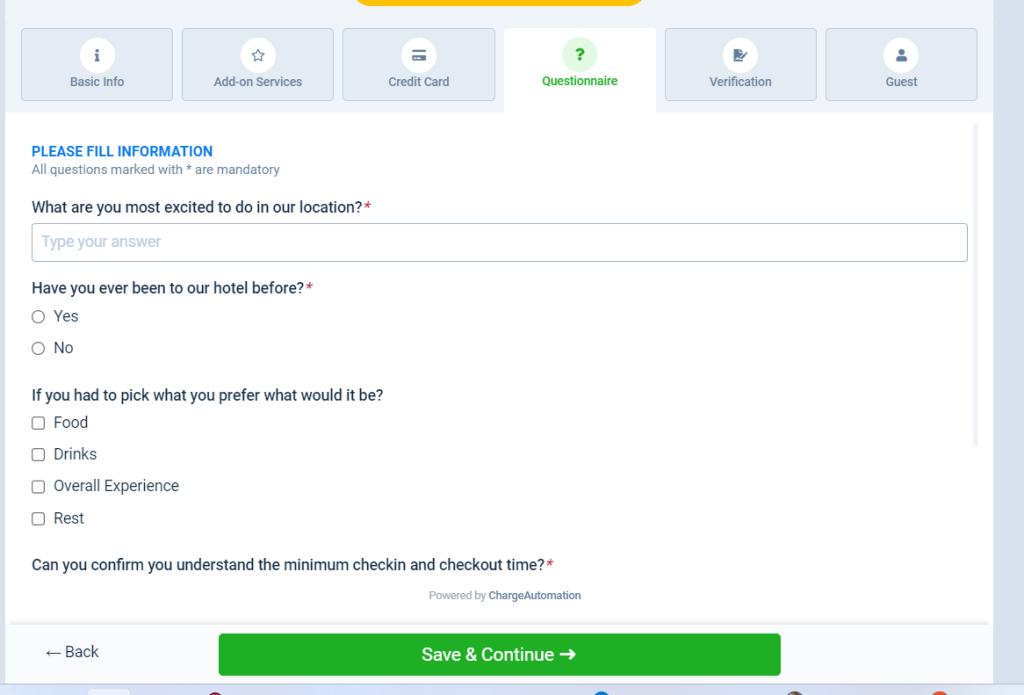 Basic Info
Add-on Services
Credit Card
?
Questionnaire
Verification
Guest
PLEASE FILL INFORMATION
All questions marked with * are mandatory
What are you most excited to do in our location?*
Type your answer
Have you ever been to our hotel before?*
Yes
No
If you had to pick what you prefer what would it be?
Food
Drinks
Overall Experience
Rest
Can you confirm you understand the minimum checkin and checkout time?*
Powered by ChargeAutomation
← Back
Save & Continue →